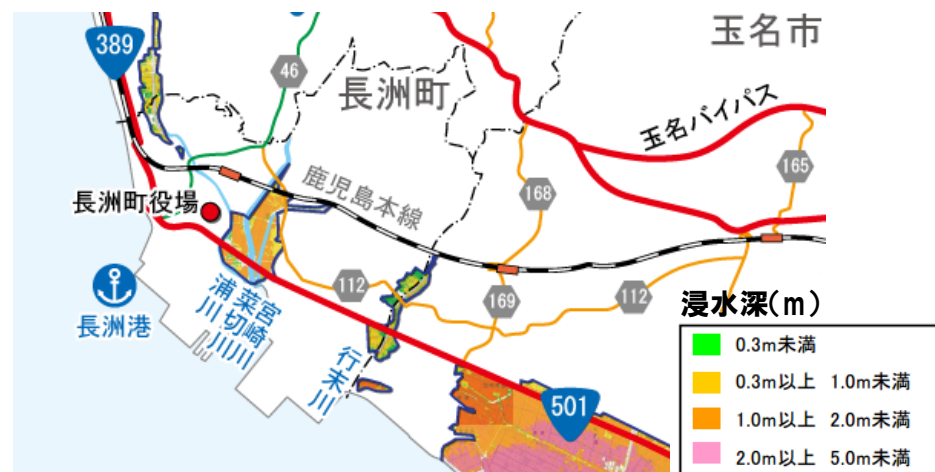 389
46
長洲町
玉名市
玉名バイパス
165
168
鹿児島本線
長洲町役場
112
169
112
長洲港
浦川
菜切川
宮崎川
行末川
501
浸水深(m)
0.3m未満
0.3m以上 1.0m未満
1.0m以上 2.0m未満
2.0m以上 5.0m未満